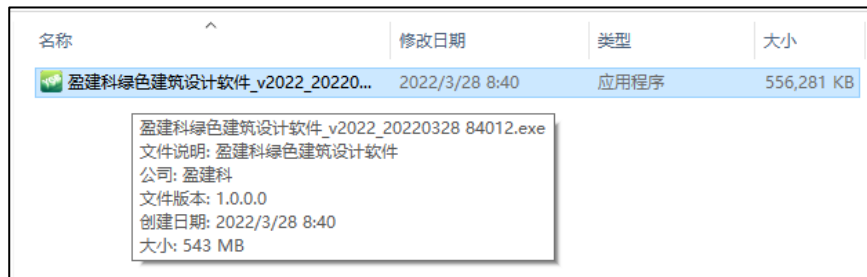 名称 修改日期 类型 大小
盈建科绿色建筑设计软件_v2022_20220... 2022/3/28 8:40 应用程序 556,281 KB
盈建科绿色建筑设计软件_v2022_20220328 84012.exe
文件说明: 盈建科绿色建筑设计软件
公司: 盈建科
文件版本: 1.0.0.0
创建日期: 2022/3/28 8:40
大小: 543 MB